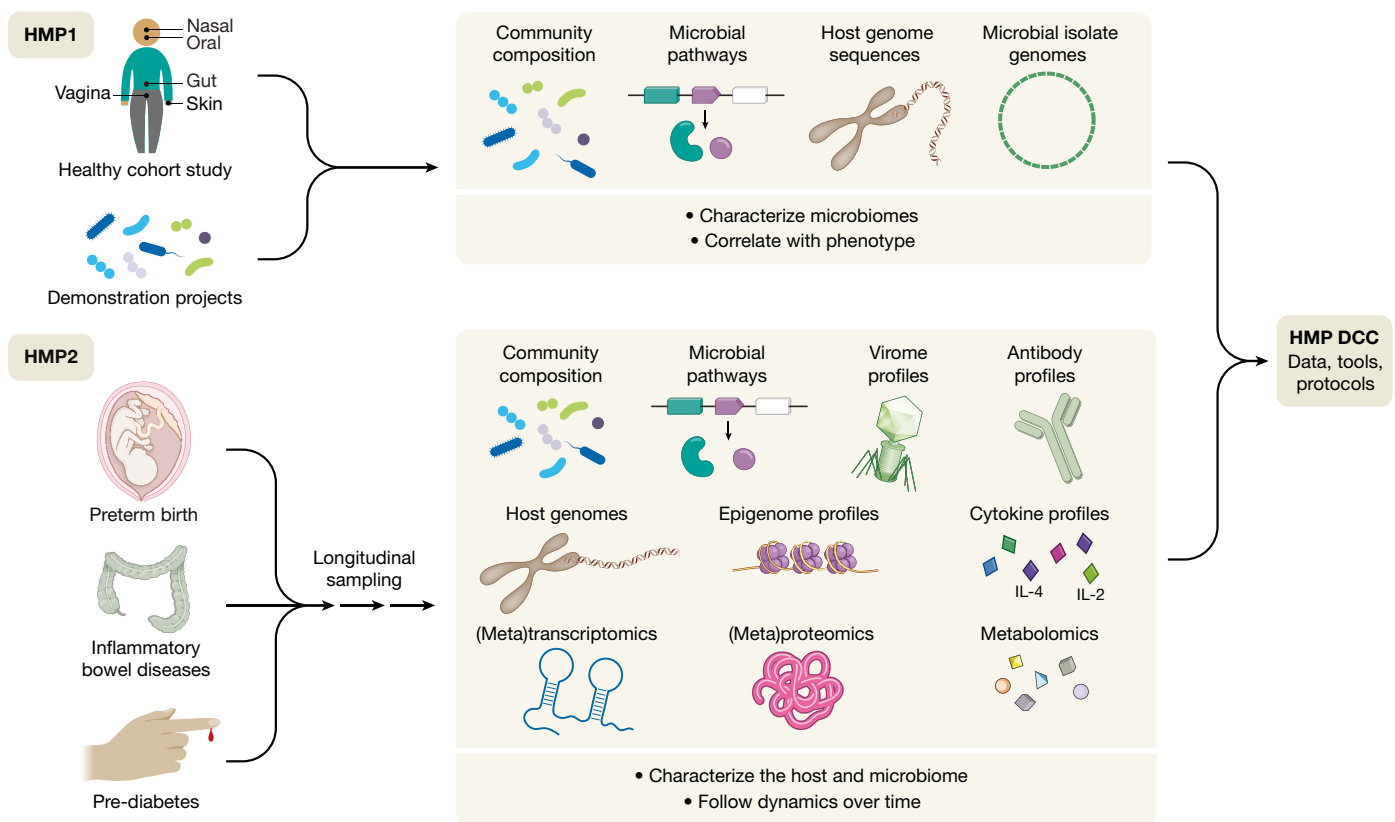 HMP1
Nasal
Oral
Gut
Vagina
Skin
Healthy cohort study
Demonstration projects
Community
composition
Microbial
pathways
Host genome
sequences
Microbial isolate
genomes
• Characterize microbiomes
• Correlate with phenotype
HMP2
Preterm birth
Inflammatory
bowel diseases
Pre-diabetes
Longitudinal
sampling
Community
composition
Microbial
pathways
Virome
profiles
Antibody
profiles
Host genomes
Epigenome profiles
Cytokine profiles
IL-4
IL-2
(Meta)transcriptomics
(Meta)proteomics
Metabolomics
• Characterize the host and microbiome
• Follow dynamics over time
HMP DCC
Data, tools,
protocols